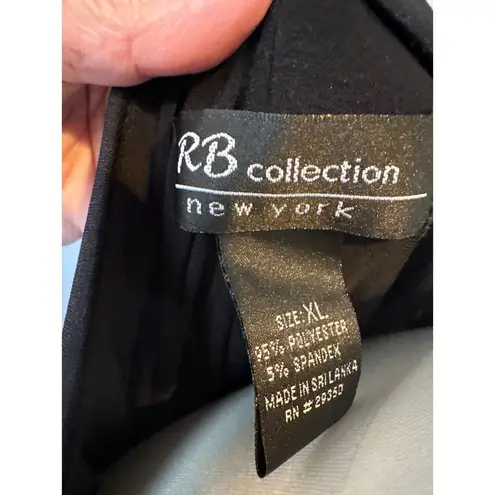 RB collection
new york
SIZE: XL
95% POLYESTER
5% SPANDEX
MADE IN SRI LANKA
RN # 29350